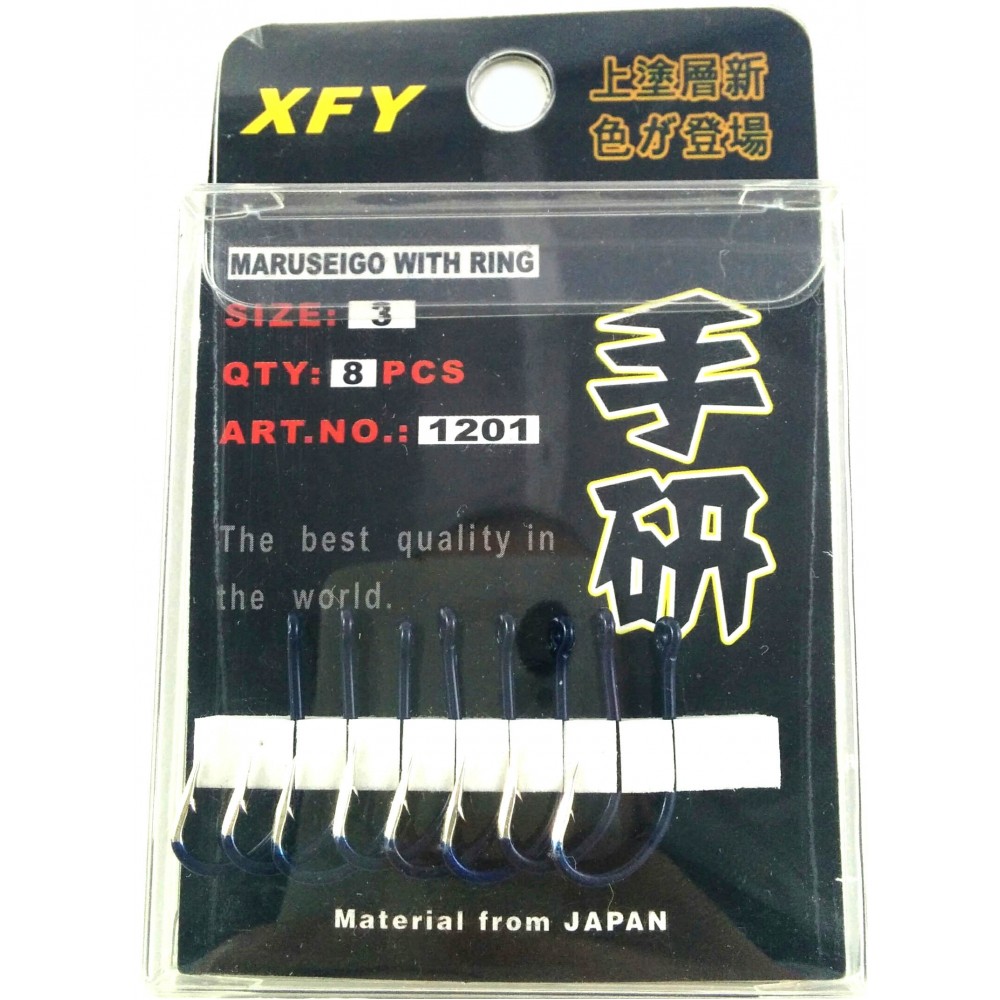 XFY
上塗層新
色が登場
MARUSEIGO WITH RING
SIZE: 3
QTY: 8 PCS
ART.NO.: 1201
手研
The best quality in
the world.
Material from JAPAN